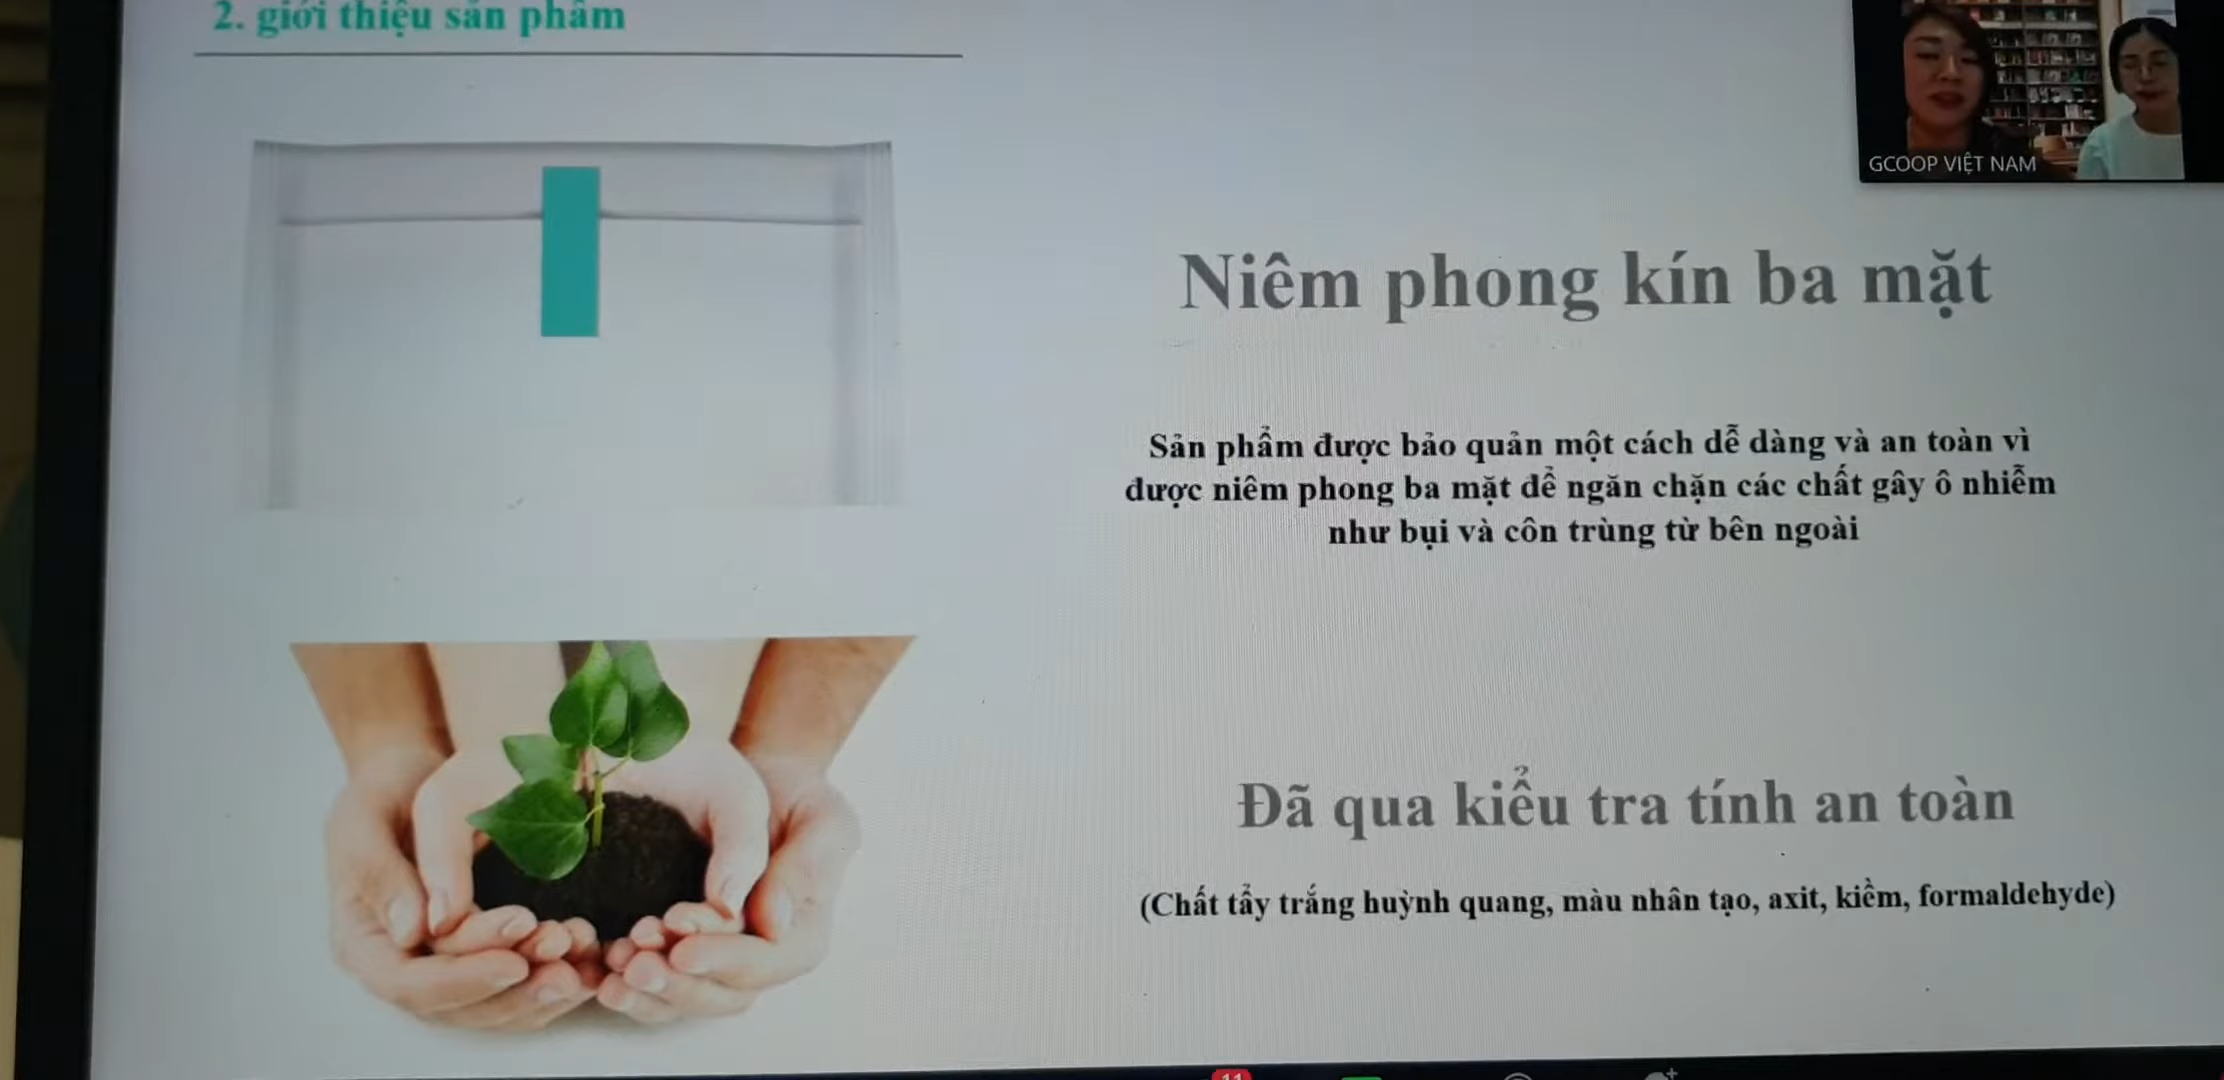 2. giới thiệu sản phẩm
GCOOP VIỆT NAM
Niêm phong kín ba mặt
Sản phẩm được bảo quản một cách dễ dàng và an toàn vì
được niêm phong ba mặt để ngăn chặn các chất gây ô nhiễm
như bụi và côn trùng từ bên ngoài
Đã qua kiểu tra tính an toàn
(Chất tẩy trắng huỳnh quang, màu nhân tạo, axit, kiềm, formaldehyde)
11